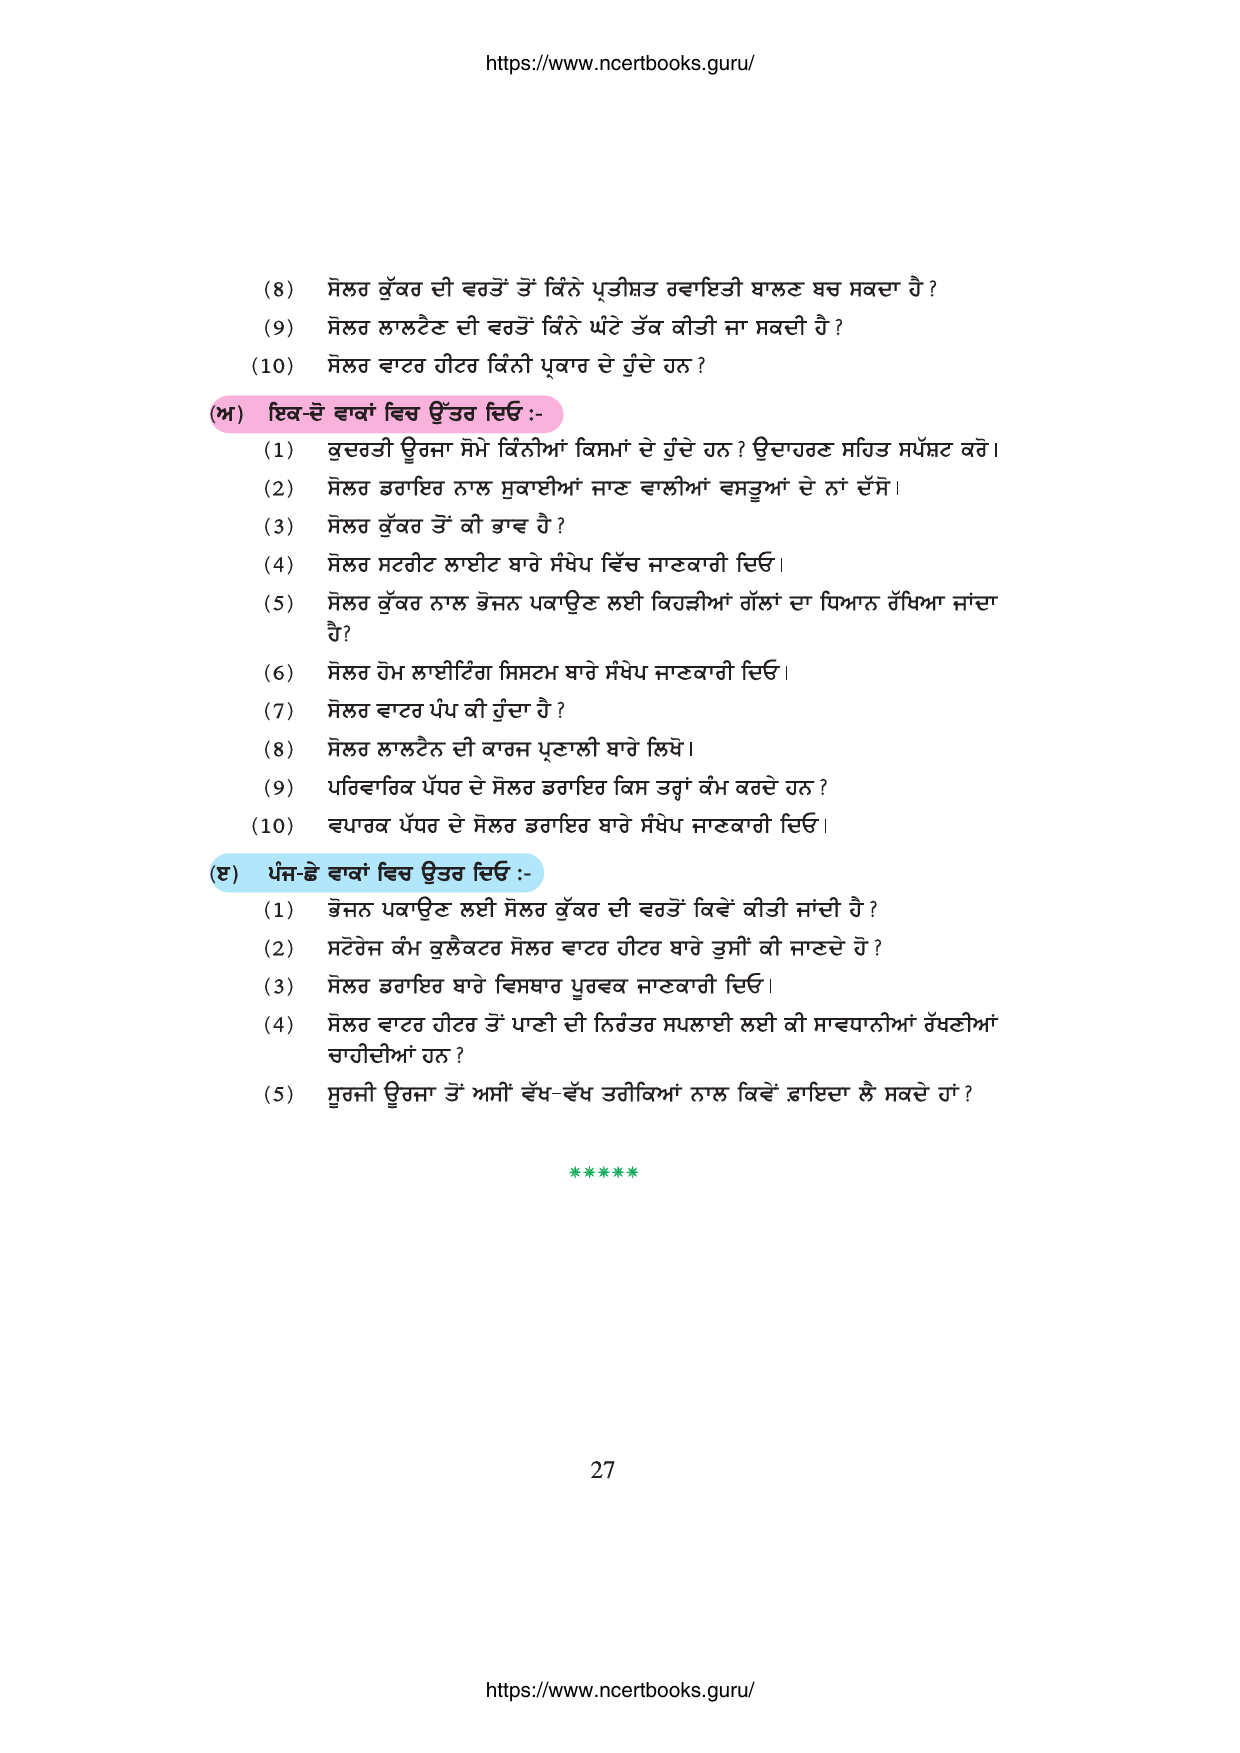 https://www.ncertbooks.guru/
(8) ਸੋਲਰ ਕੁੱਕਰ ਦੀ ਵਰਤੋਂ ਤੋਂ ਕਿੰਨੇ ਪ੍ਰਤੀਸ਼ਤ ਰਵਾਇਤੀ ਬਾਲਣ ਬਚ ਸਕਦਾ ਹੈ ?
(9) ਸੋਲਰ ਲਾਲਟੈਣ ਦੀ ਵਰਤੋਂ ਕਿੰਨੇ ਘੰਟੇ ਤੱਕ ਕੀਤੀ ਜਾ ਸਕਦੀ ਹੈ ?
(10) ਸੋਲਰ ਵਾਟਰ ਹੀਟਰ ਕਿੰਨੀ ਪ੍ਰਕਾਰ ਦੇ ਹੁੰਦੇ ਹਨ ?
(ਅ) ਇਕ-ਦੋ ਵਾਕਾਂ ਵਿਚ ਉੱਤਰ ਦਿਓ :-
(1) ਕੁਦਰਤੀ ਊਰਜਾ ਸੋਮੇ ਕਿੰਨੀਆਂ ਕਿਸਮਾਂ ਦੇ ਹੁੰਦੇ ਹਨ ? ਉਦਾਹਰਣ ਸਹਿਤ ਸਪੱਸ਼ਟ ਕਰੋ।
(2) ਸੋਲਰ ਡਰਾਇਰ ਨਾਲ ਸੁਕਾਈਆਂ ਜਾਣ ਵਾਲੀਆਂ ਵਸਤੂਆਂ ਦੇ ਨਾਂ ਦੱਸੋ।
(3) ਸੋਲਰ ਕੁੱਕਰ ਤੋਂ ਕੀ ਭਾਵ ਹੈ ?
(4) ਸੋਲਰ ਸਟਰੀਟ ਲਾਈਟ ਬਾਰੇ ਸੰਖੇਪ ਵਿੱਚ ਜਾਣਕਾਰੀ ਦਿਓ।
(5) ਸੋਲਰ ਕੁੱਕਰ ਨਾਲ ਭੋਜਨ ਪਕਾਉਣ ਲਈ ਕਿਹੜੀਆਂ ਗੱਲਾਂ ਦਾ ਧਿਆਨ ਰੱਖਿਆ ਜਾਂਦਾ
ਹੈ?
(6) ਸੋਲਰ ਹੋਮ ਲਾਈਟਿੰਗ ਸਿਸਟਮ ਬਾਰੇ ਸੰਖੇਪ ਜਾਣਕਾਰੀ ਦਿਓ।
(7) ਸੋਲਰ ਵਾਟਰ ਪੰਪ ਕੀ ਹੁੰਦਾ ਹੈ ?
(8) ਸੋਲਰ ਲਾਲਟੈਨ ਦੀ ਕਾਰਜ ਪ੍ਰਣਾਲੀ ਬਾਰੇ ਲਿਖੋ।
(9) ਪਰਿਵਾਰਿਕ ਪੱਧਰ ਦੇ ਸੋਲਰ ਡਰਾਇਰ ਕਿਸ ਤਰ੍ਹਾਂ ਕੰਮ ਕਰਦੇ ਹਨ ?
(10) ਵਪਾਰਕ ਪੱਧਰ ਦੇ ਸੋਲਰ ਡਰਾਇਰ ਬਾਰੇ ਸੰਖੇਪ ਜਾਣਕਾਰੀ ਦਿਓ।
(ੲ) ਪੰਜ-ਛੇ ਵਾਕਾਂ ਵਿਚ ਉਤਰ ਦਿਓ :-
(1) ਭੋਜਨ ਪਕਾਉਣ ਲਈ ਸੋਲਰ ਕੁੱਕਰ ਦੀ ਵਰਤੋਂ ਕਿਵੇਂ ਕੀਤੀ ਜਾਂਦੀ ਹੈ ?
(2) ਸਟੋਰੇਜ ਕੰਮ ਕੁਲੈਕਟਰ ਸੋਲਰ ਵਾਟਰ ਹੀਟਰ ਬਾਰੇ ਤੁਸੀਂ ਕੀ ਜਾਣਦੇ ਹੋ ?
(3) ਸੋਲਰ ਡਰਾਇਰ ਬਾਰੇ ਵਿਸਥਾਰ ਪੂਰਵਕ ਜਾਣਕਾਰੀ ਦਿਓ।
(4) ਸੋਲਰ ਵਾਟਰ ਹੀਟਰ ਤੋਂ ਪਾਣੀ ਦੀ ਨਿਰੰਤਰ ਸਪਲਾਈ ਲਈ ਕੀ ਸਾਵਧਾਨੀਆਂ ਰੱਖਣੀਆਂ
ਚਾਹੀਦੀਆਂ ਹਨ ?
(5) ਸੂਰਜੀ ਊਰਜਾ ਤੋਂ ਅਸੀਂ ਵੱਖ-ਵੱਖ ਤਰੀਕਿਆਂ ਨਾਲ ਕਿਵੇਂ ਫ਼ਾਇਦਾ ਲੈ ਸਕਦੇ ਹਾਂ ?
*****
27
https://www.ncertbooks.guru/